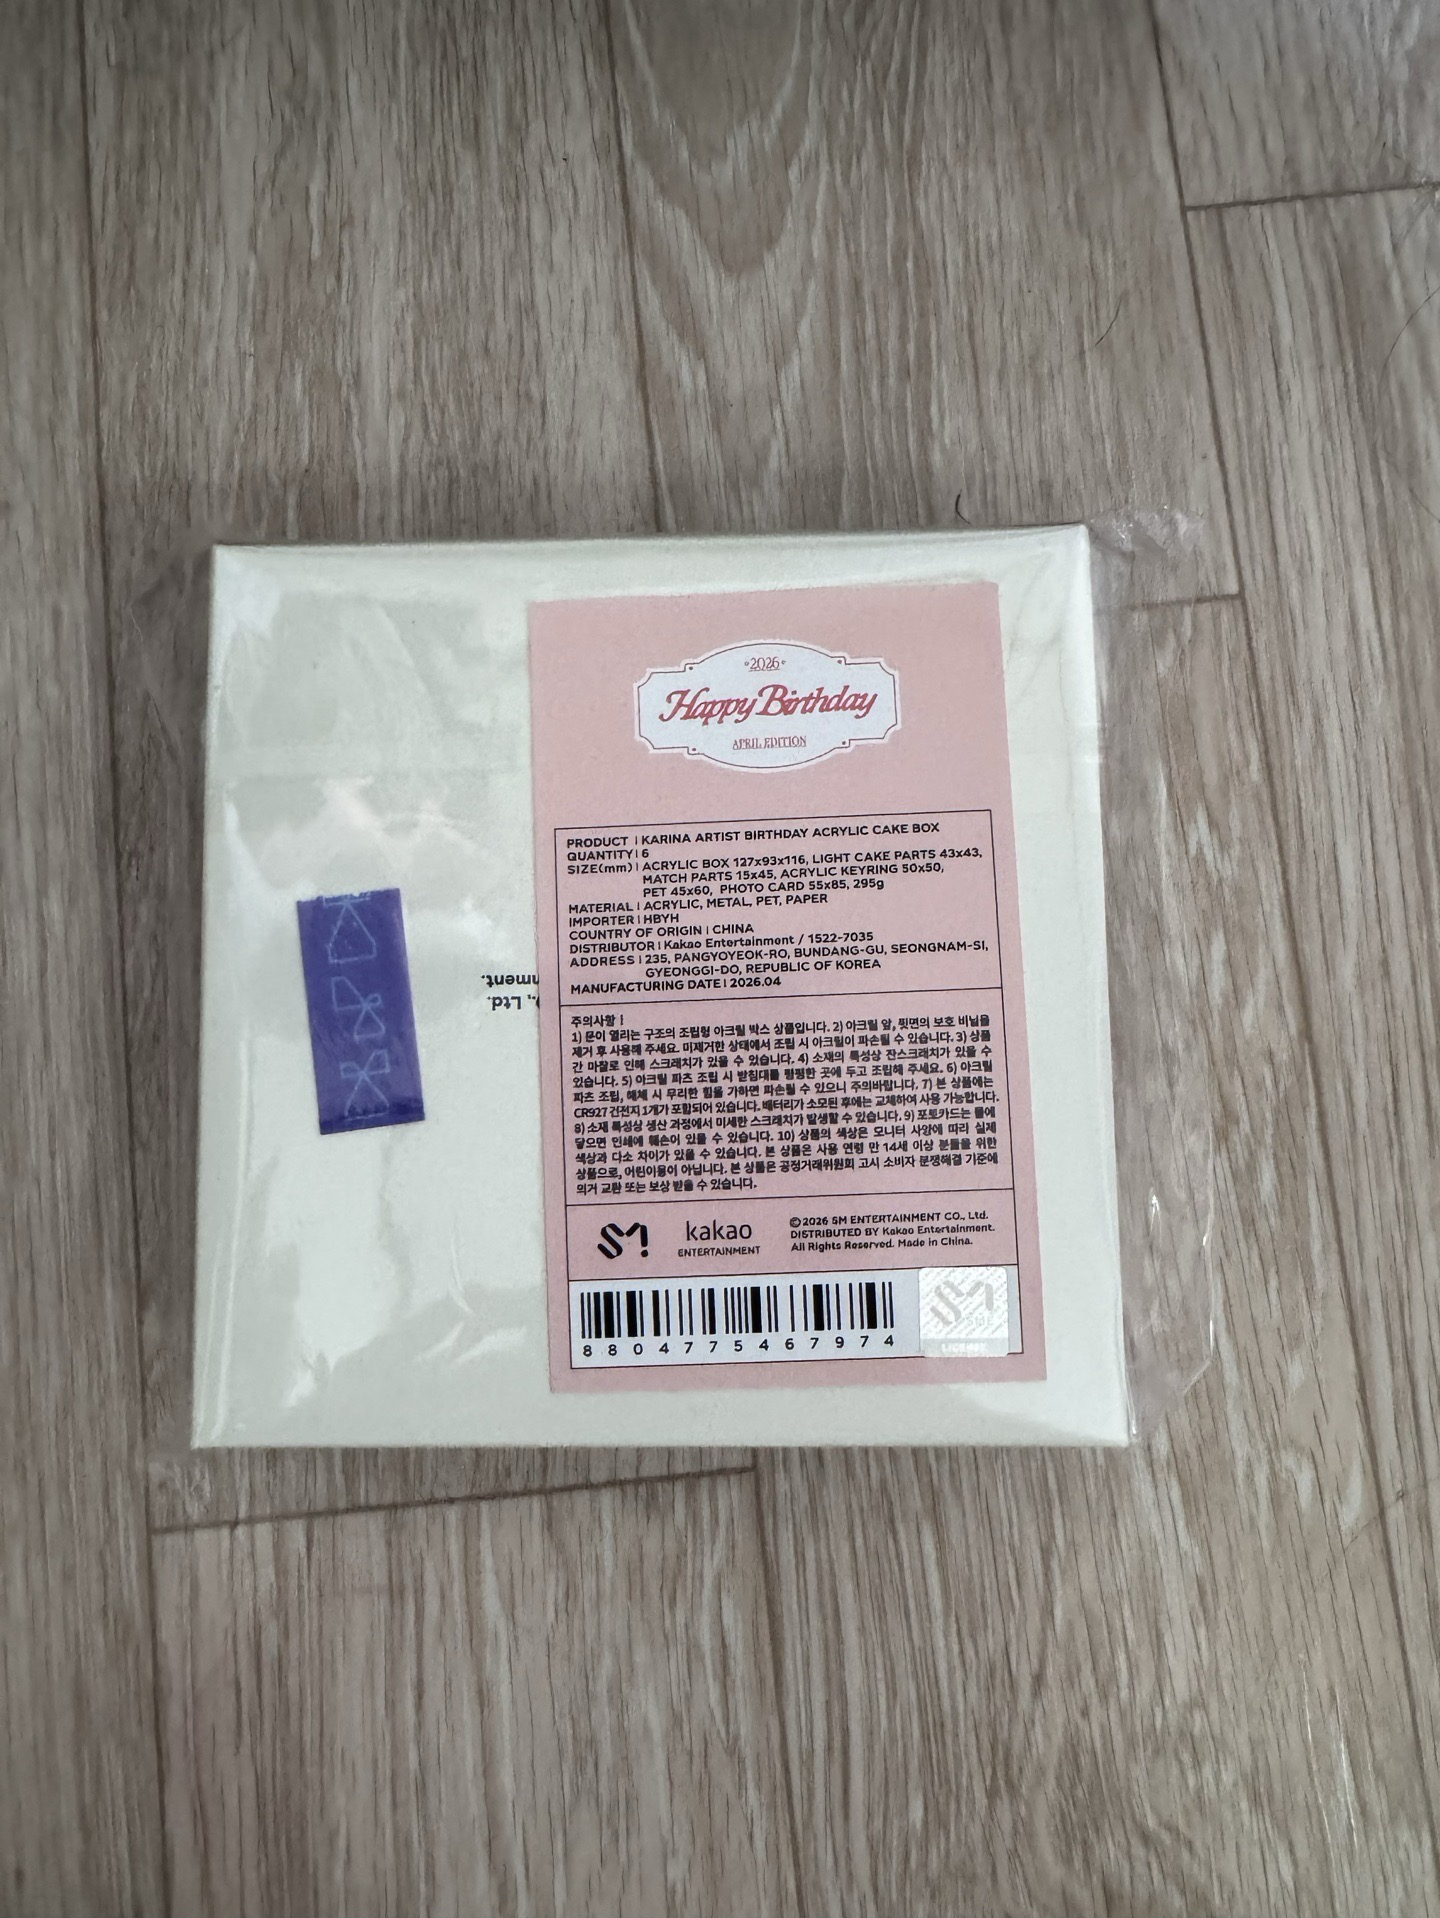 2026
Happy Birthday
APRIL EDITION
PRODUCT | KARINA ARTIST BIRTHDAY ACRYLIC CAKE BOX
QUANTITY | 6
SIZE(mm) | ACRYLIC BOX 127x93x116, LIGHT CAKE PARTS 43x43,
MATCH PARTS 15x45, ACRYLIC KEYRING 50x50,
PET 45x60, PHOTO CARD 55x85, 295g
MATERIAL | ACRYLIC, METAL, PET, PAPER
IMPORTER | HBYH
COUNTRY OF ORIGIN | CHINA
DISTRIBUTOR | Kakao Entertainment / 1522-7035
ADDRESS | 235, PANGYOYEOK-RO, BUNDANG-GU, SEONGNAM-SI,
GYEONGGI-DO, REPUBLIC OF KOREA
MANUFACTURING DATE | 2026.04
주의사항 |
1) 문이 열리는 구조의 조립형 아크릴 박스 상품입니다. 2) 아크릴 앞, 뒷면의 보호 비닐을
제거 후 사용해 주세요. 미제거한 상태에서 조립 시 아크릴이 파손될 수 있습니다. 3) 상품
간 마찰로 인해 스크래치가 있을 수 있습니다. 4) 소재의 특성상 잔스크래치가 있을 수
있습니다. 5) 아크릴 파츠 조립 시 받침대를 평평한 곳에 두고 조립해 주세요. 6) 아크릴
파츠 조립, 해체 시 무리한 힘을 가하면 파손될 수 있으니 주의바랍니다. 7) 본 상품에는
CR927 건전지 1개가 포함되어 있습니다. 배터리가 소모된 후에는 교체하여 사용 가능합니다.
8) 소재 특성상 생산 과정에서 미세한 스크래치가 발생할 수 있습니다. 9) 포토카드는 물에
닿으면 인쇄에 훼손이 있을 수 있습니다. 10) 상품의 색상은 모니터 사양에 따라 실제
색상과 다소 차이가 있을 수 있습니다. 본 상품은 사용 연령 만 14세 이상 분들을 위한
상품으로, 어린이용이 아닙니다. 본 상품은 공정거래위원회 고시 소비자 분쟁해결 기준에
의거 교환 또는 보상 받을 수 있습니다.
SM
kakao
ENTERTAINMENT
©2026 SM ENTERTAINMENT CO., Ltd.
DISTRIBUTED BY Kakao Entertainment.
All Rights Reserved. Made in China.
8804775467974
SM
LICENSE
Ltd.